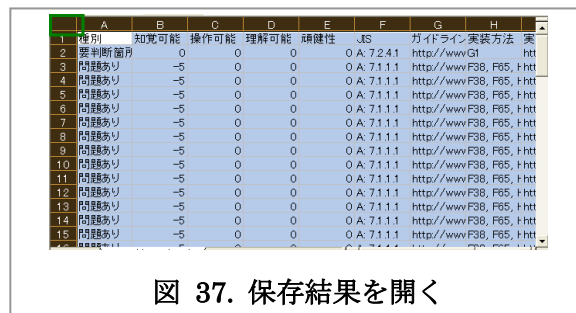 A B C D E F G H
1 種別 知覚可能 操作可能 理解可能 頑健性 JIS ガイドライン 実装方法 実
2 要判断箇所 0 0 0 0 A: 7.2.4.1 http://www G1 htt
3 問題あり -5 0 0 0 A: 7.1.1.1 http://www F38, F65, H htt
4 問題あり -5 0 0 0 A: 7.1.1.1 http://www F38, F65, H htt
5 問題あり -5 0 0 0 A: 7.1.1.1 http://www F38, F65, H htt
6 問題あり -5 0 0 0 A: 7.1.1.1 http://www F38, F65, H htt
7 問題あり -5 0 0 0 A: 7.1.1.1 http://www F38, F65, H htt
8 問題あり -5 0 0 0 A: 7.1.1.1 http://www F38, F65, H htt
9 問題あり -5 0 0 0 A: 7.1.1.1 http://www F38, F65, H htt
10 問題あり -5 0 0 0 A: 7.1.1.1 http://www F38, F65, H htt
11 問題あり -5 0 0 0 A: 7.1.1.1 http://www F38, F65, H htt
12 問題あり -5 0 0 0 A: 7.1.1.1 http://www F38, F65, H htt
13 問題あり -5 0 0 0 A: 7.1.1.1 http://www F38, F65, H htt
14 問題あり -5 0 0 0 A: 7.1.1.1 http://www F38, F65, H htt
15 問題あり -5 0 0 0 A: 7.1.1.1 http://www F38, F65, H htt
図 37. 保存結果を開く